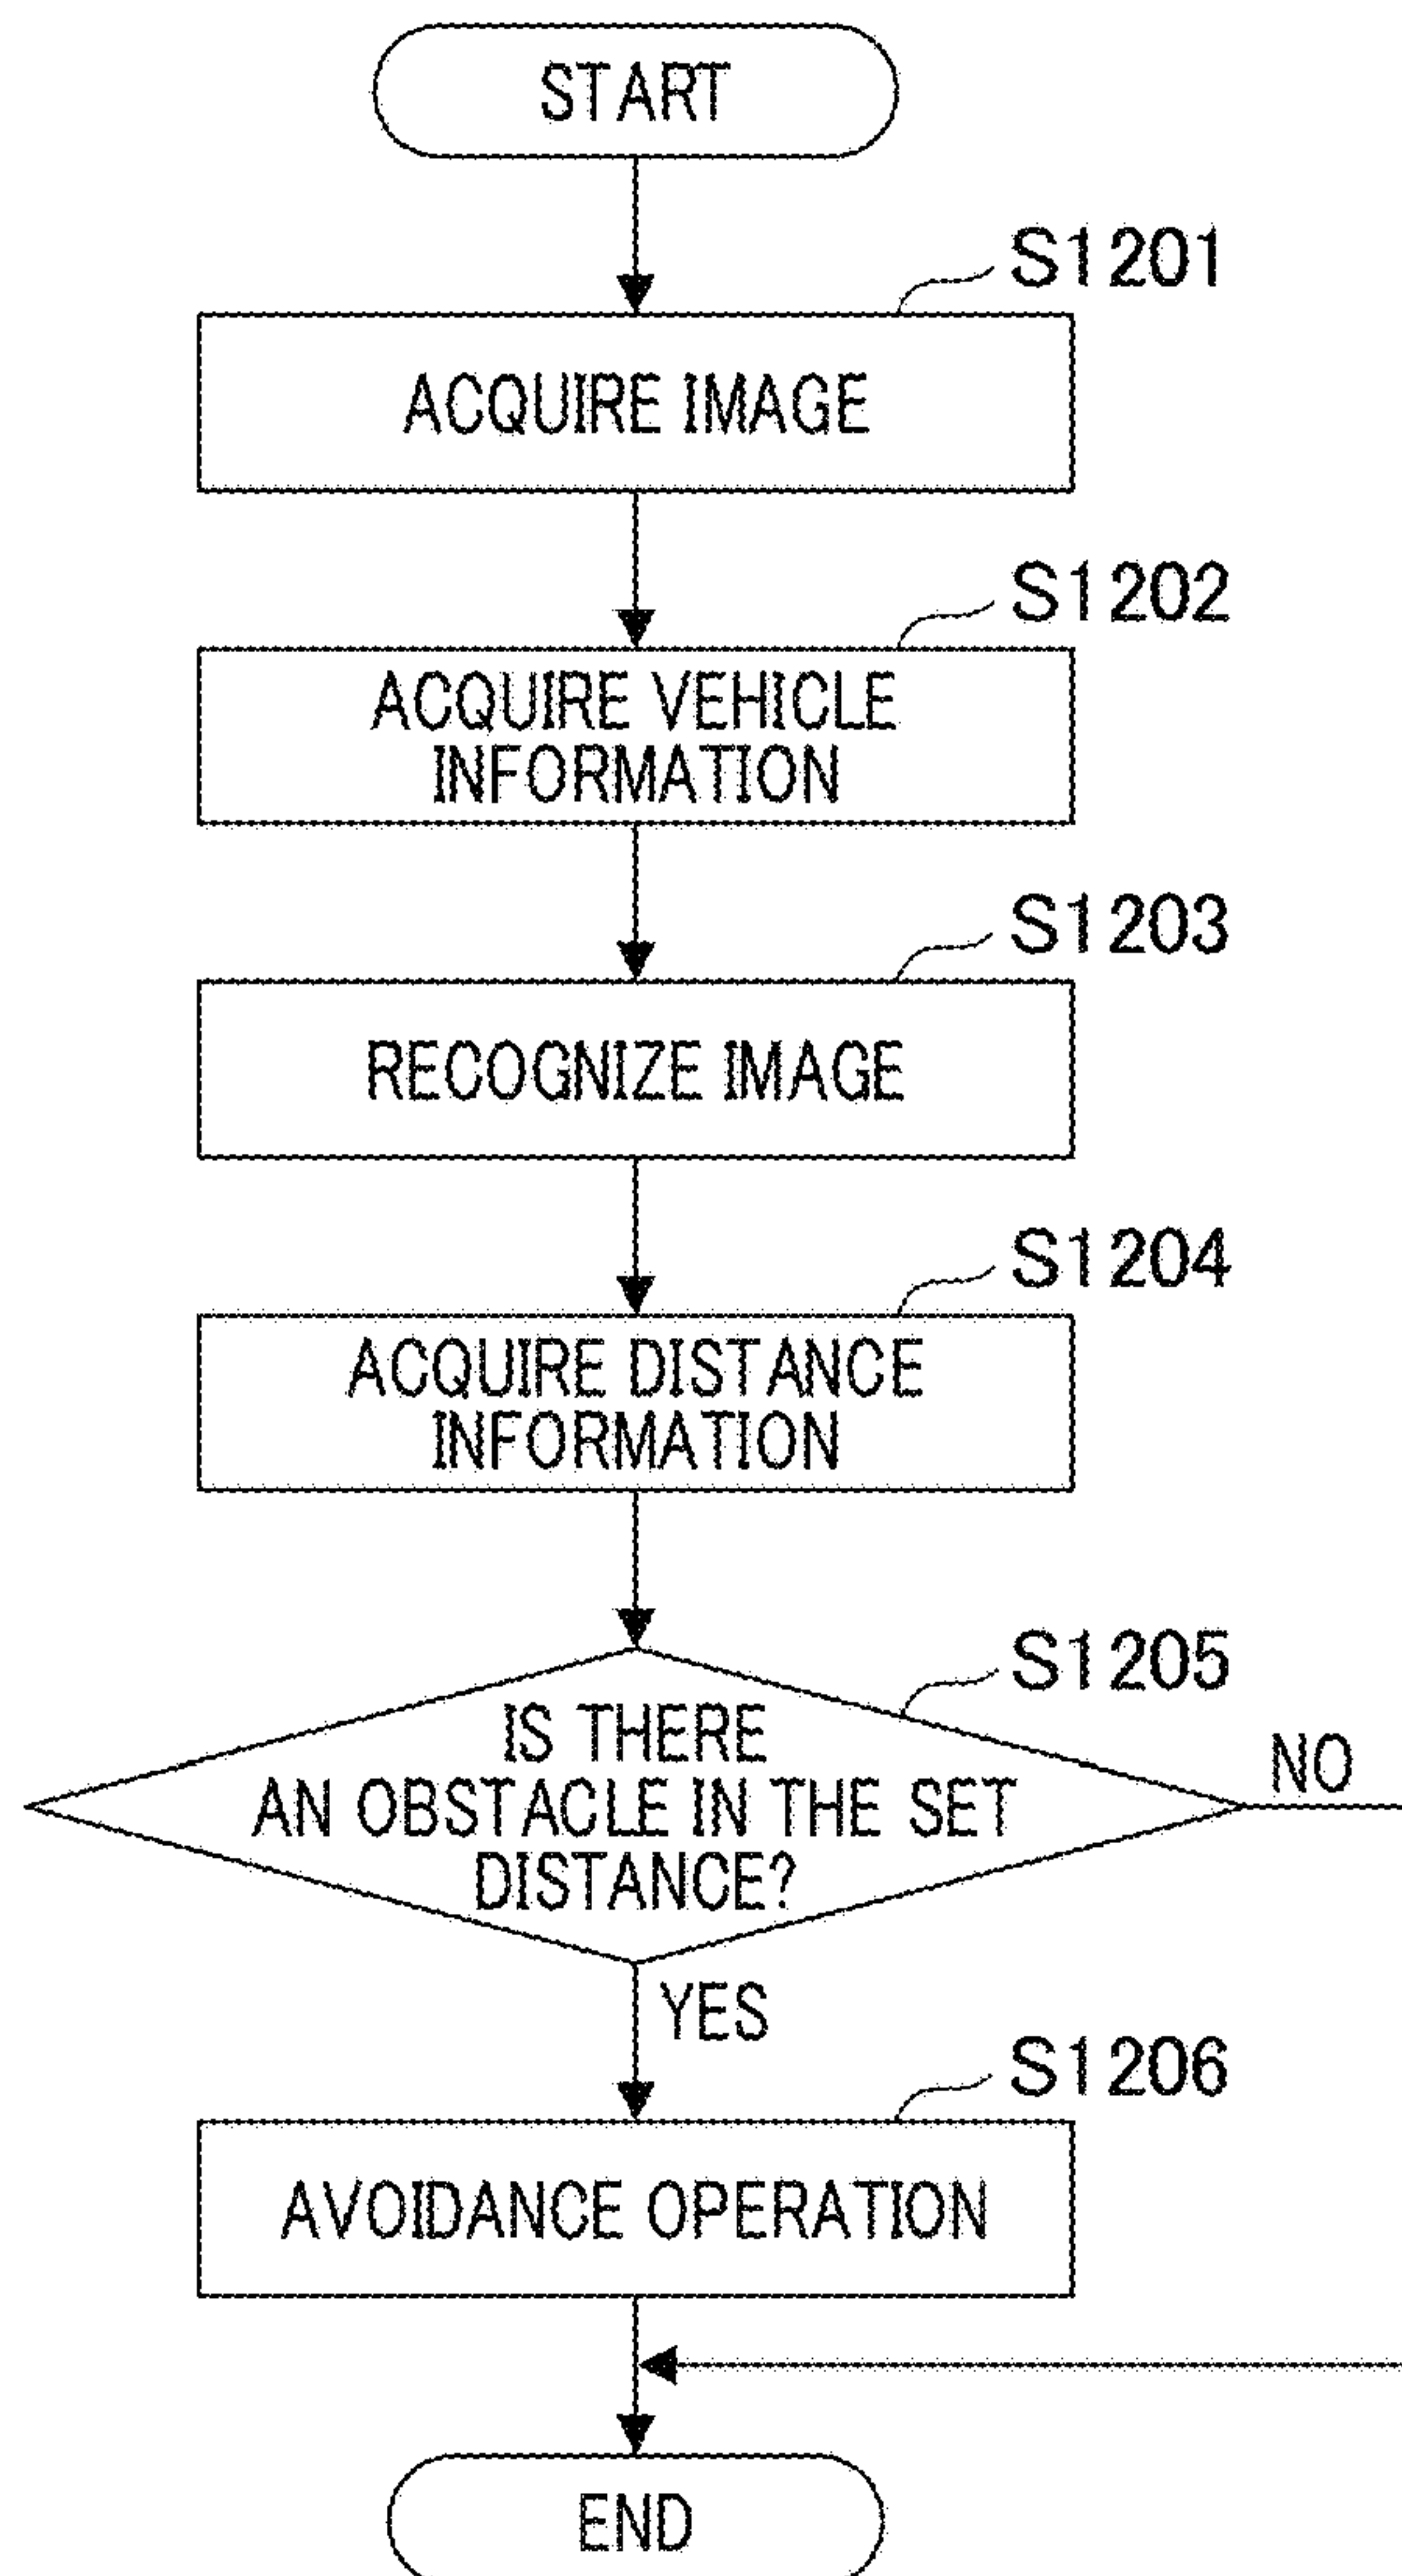 START
S1201
ACQUIRE IMAGE
S1202
ACQUIRE VEHICLE
INFORMATION
S1203
RECOGNIZE IMAGE
S1204
ACQUIRE DISTANCE
INFORMATION
S1205
IS THERE
AN OBSTACLE IN THE SET
DISTANCE?
NO
YES
S1206
AVOIDANCE OPERATION
END